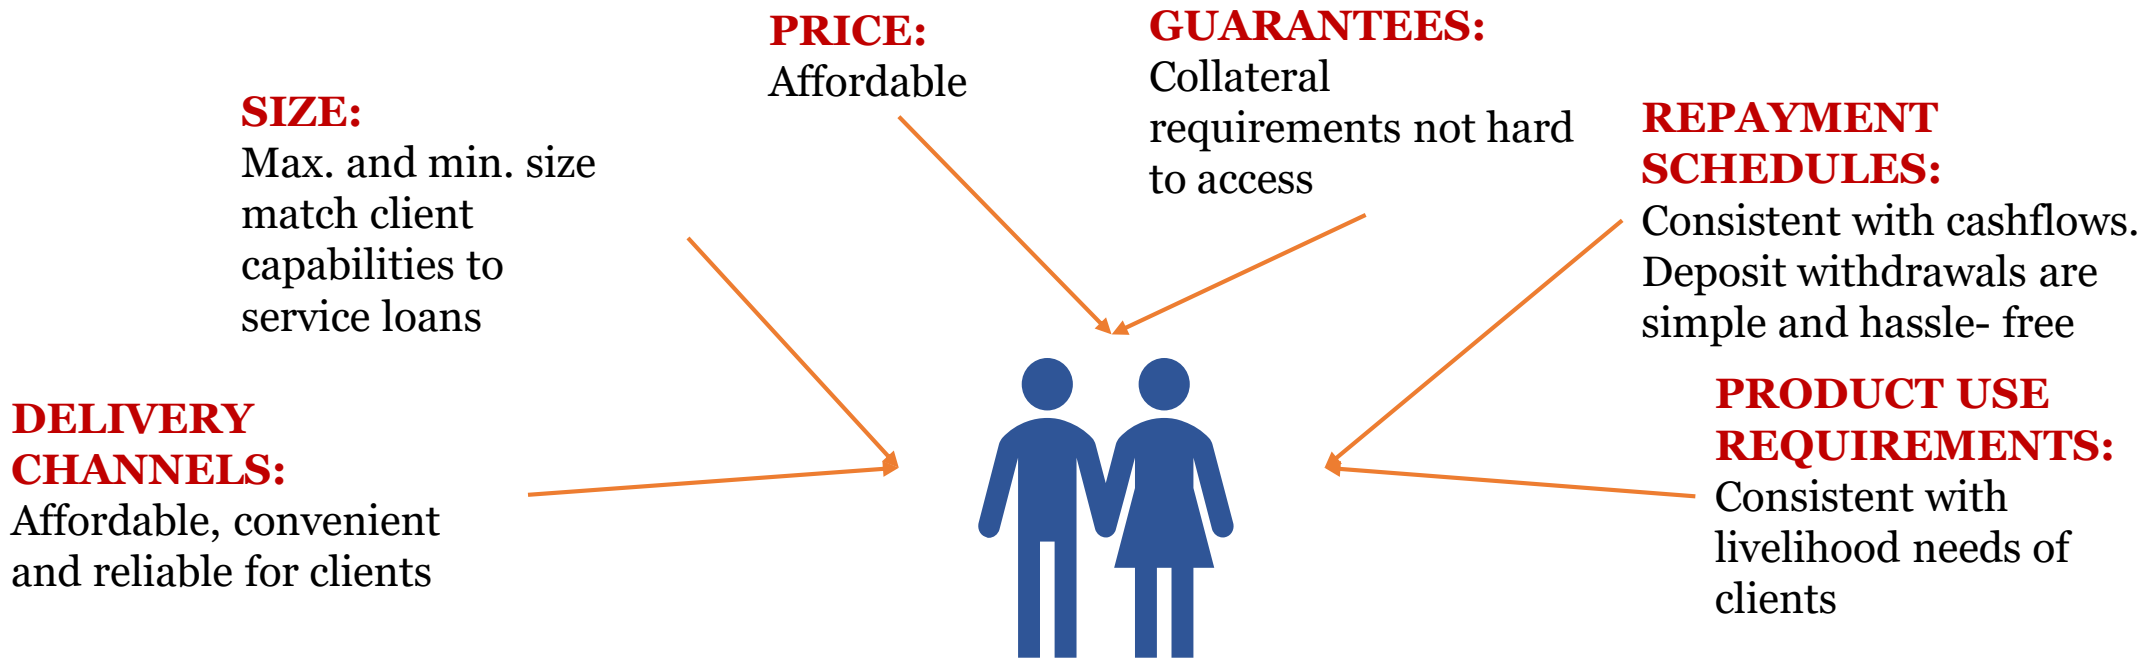 PRICE:
Affordable
GUARANTEES:
Collateral
requirements not hard
to access
SIZE:
Max. and min. size
match client
capabilities to
service loans
REPAYMENT
SCHEDULES:
Consistent with cashflows.
Deposit withdrawals are
simple and hassle- free
DELIVERY
CHANNELS:
Affordable, convenient
and reliable for clients
PRODUCT USE
REQUIREMENTS:
Consistent with
livelihood needs of
clients